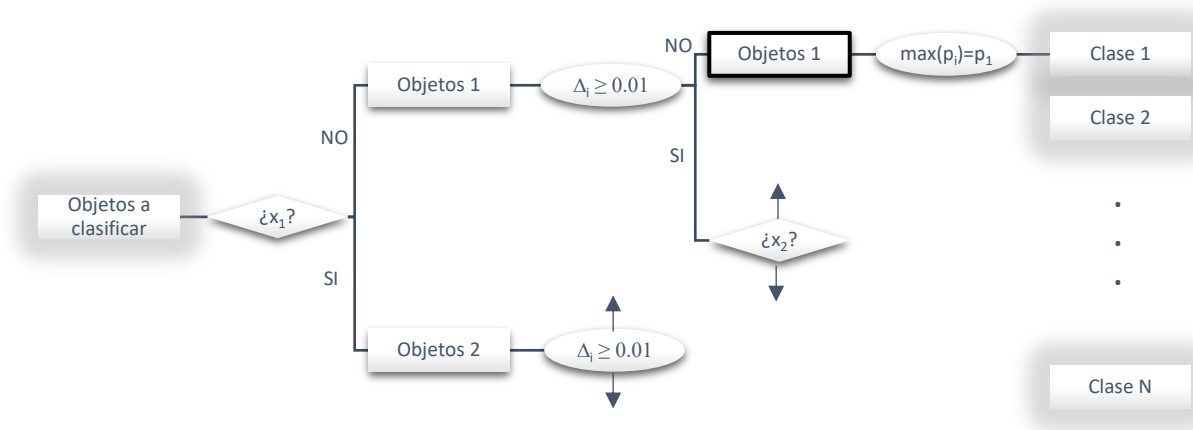 NO
Objetos 1
max(pᵢ)=p₁
Clase 1
Objetos 1
Δᵢ ≥ 0.01
Clase 2
NO
SI
Objetos a
clasificar
¿x₁?
¿x₂?
SI
Objetos 2
Δᵢ ≥ 0.01
Clase N